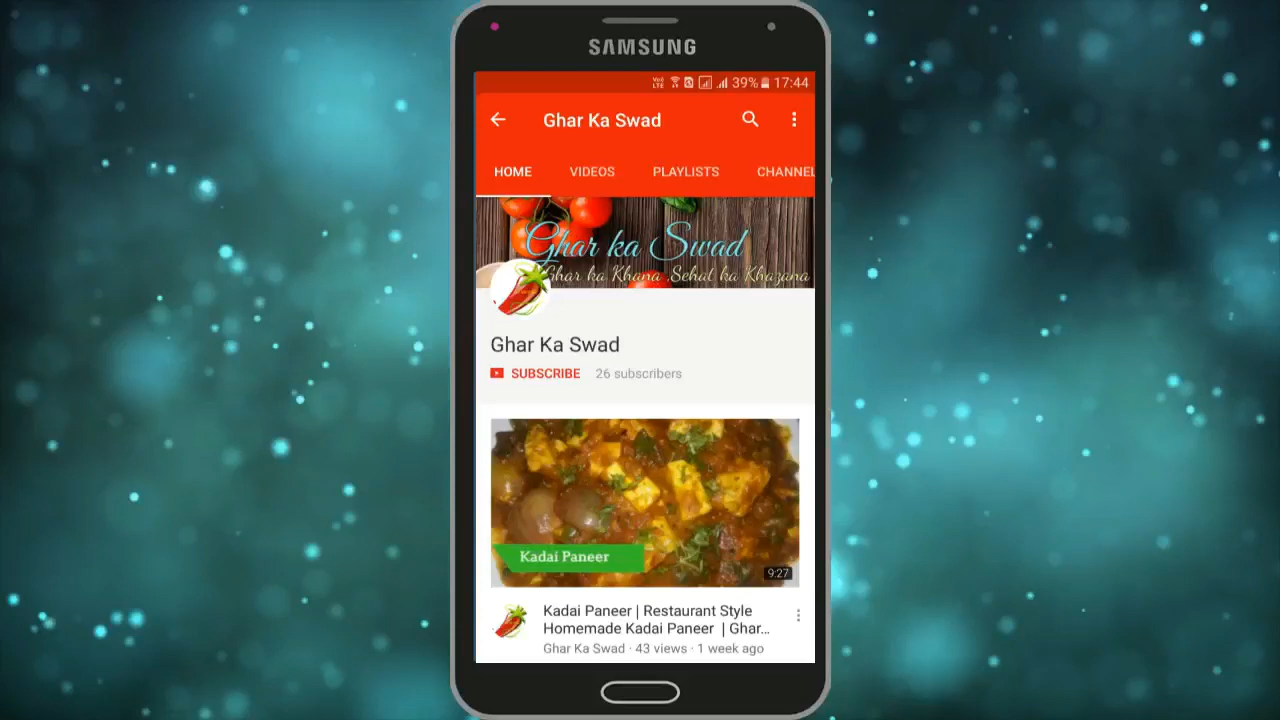 SAMSUNG
VoD LTE 39% 17:44
Ghar Ka Swad
HOME VIDEOS PLAYLISTS CHANNEL
Ghar ka Swad
Ghar ka Khana ,Sehat ka Khazana
Ghar Ka Swad
SUBSCRIBE 26 subscribers
Kadai Paneer
9:27
Kadai Paneer | Restaurant Style
Homemade Kadai Paneer | Ghar...
Ghar Ka Swad · 43 views · 1 week ago